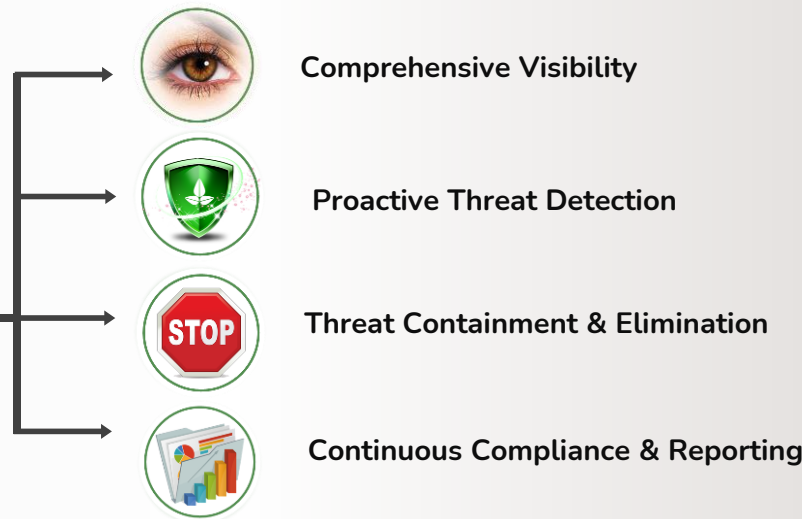 Comprehensive Visibility
Proactive Threat Detection
STOP
Threat Containment & Elimination
Continuous Compliance & Reporting